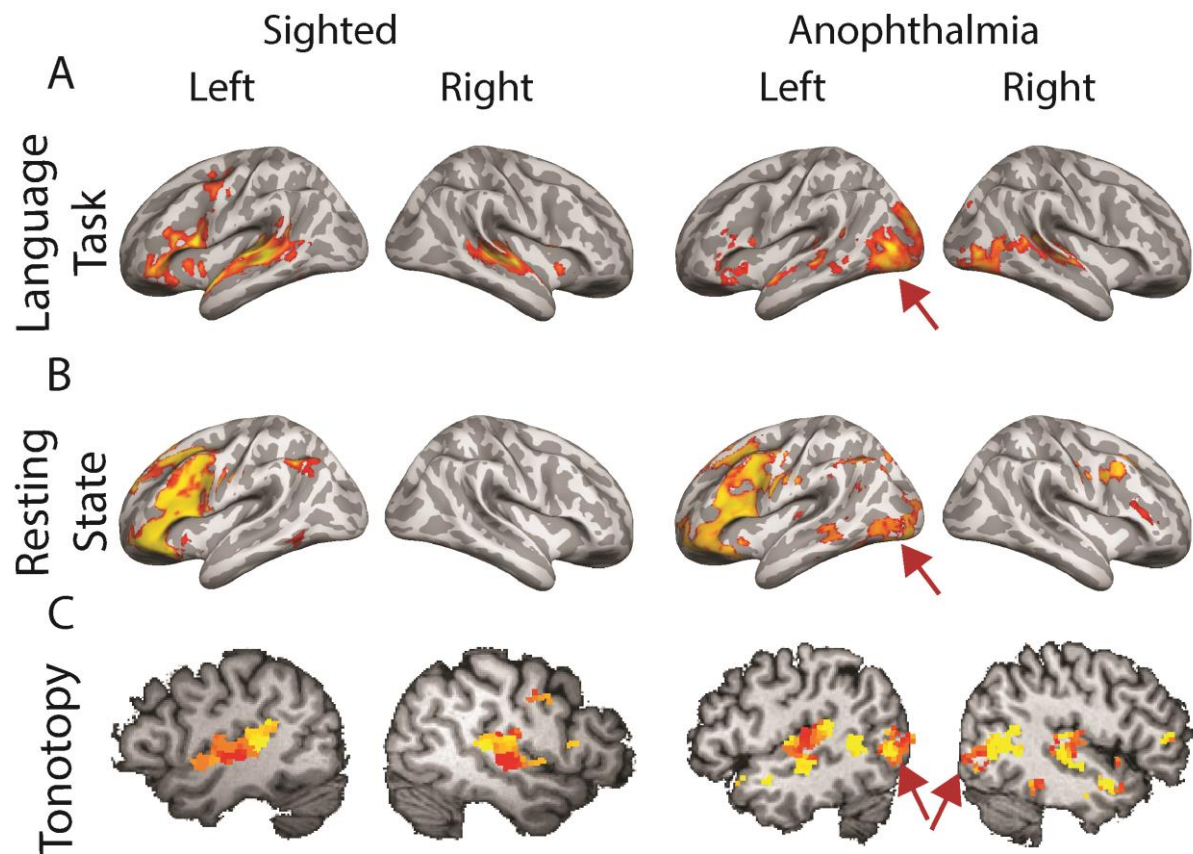 Sighted Anophthalmia
A
Left Right Left Right
Language
Task
B
Resting
State
C
Tonotopy